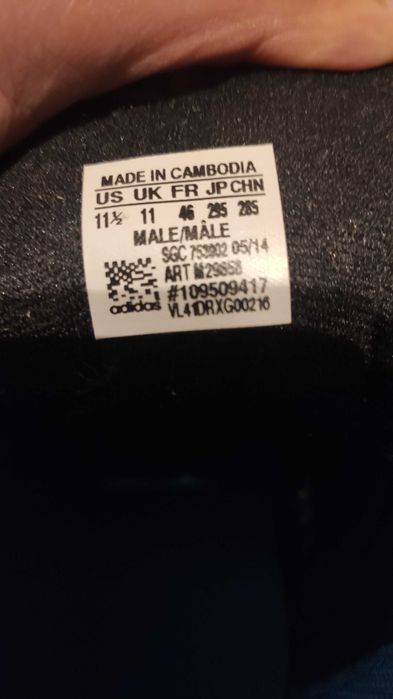 MADE IN CAMBODIA
US UK FR JP CHN
11½ 11 46 295 285
MALE/MÂLE
SGC 753002 05/14
ART M29858
#109509417
VL41DRXG00216
adidas